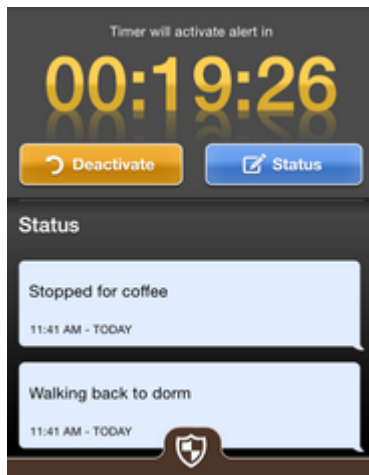 Timer will activate alert in
00:19:26
Deactivate
Status
Status
Stopped for coffee
11:41 AM - TODAY
Walking back to dorm
11:41 AM - TODAY